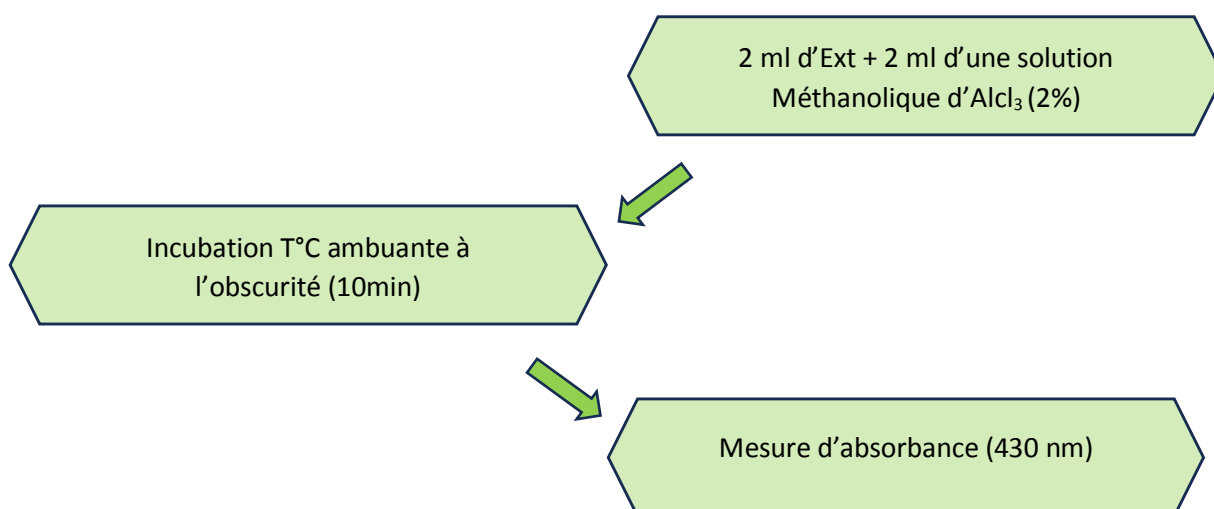 2 ml d’Ext + 2 ml d’une solution
Méthanolique d’Alcl₃ (2%)
Incubation T°C ambuante à
l’obscurité (10min)
Mesure d’absorbance (430 nm)